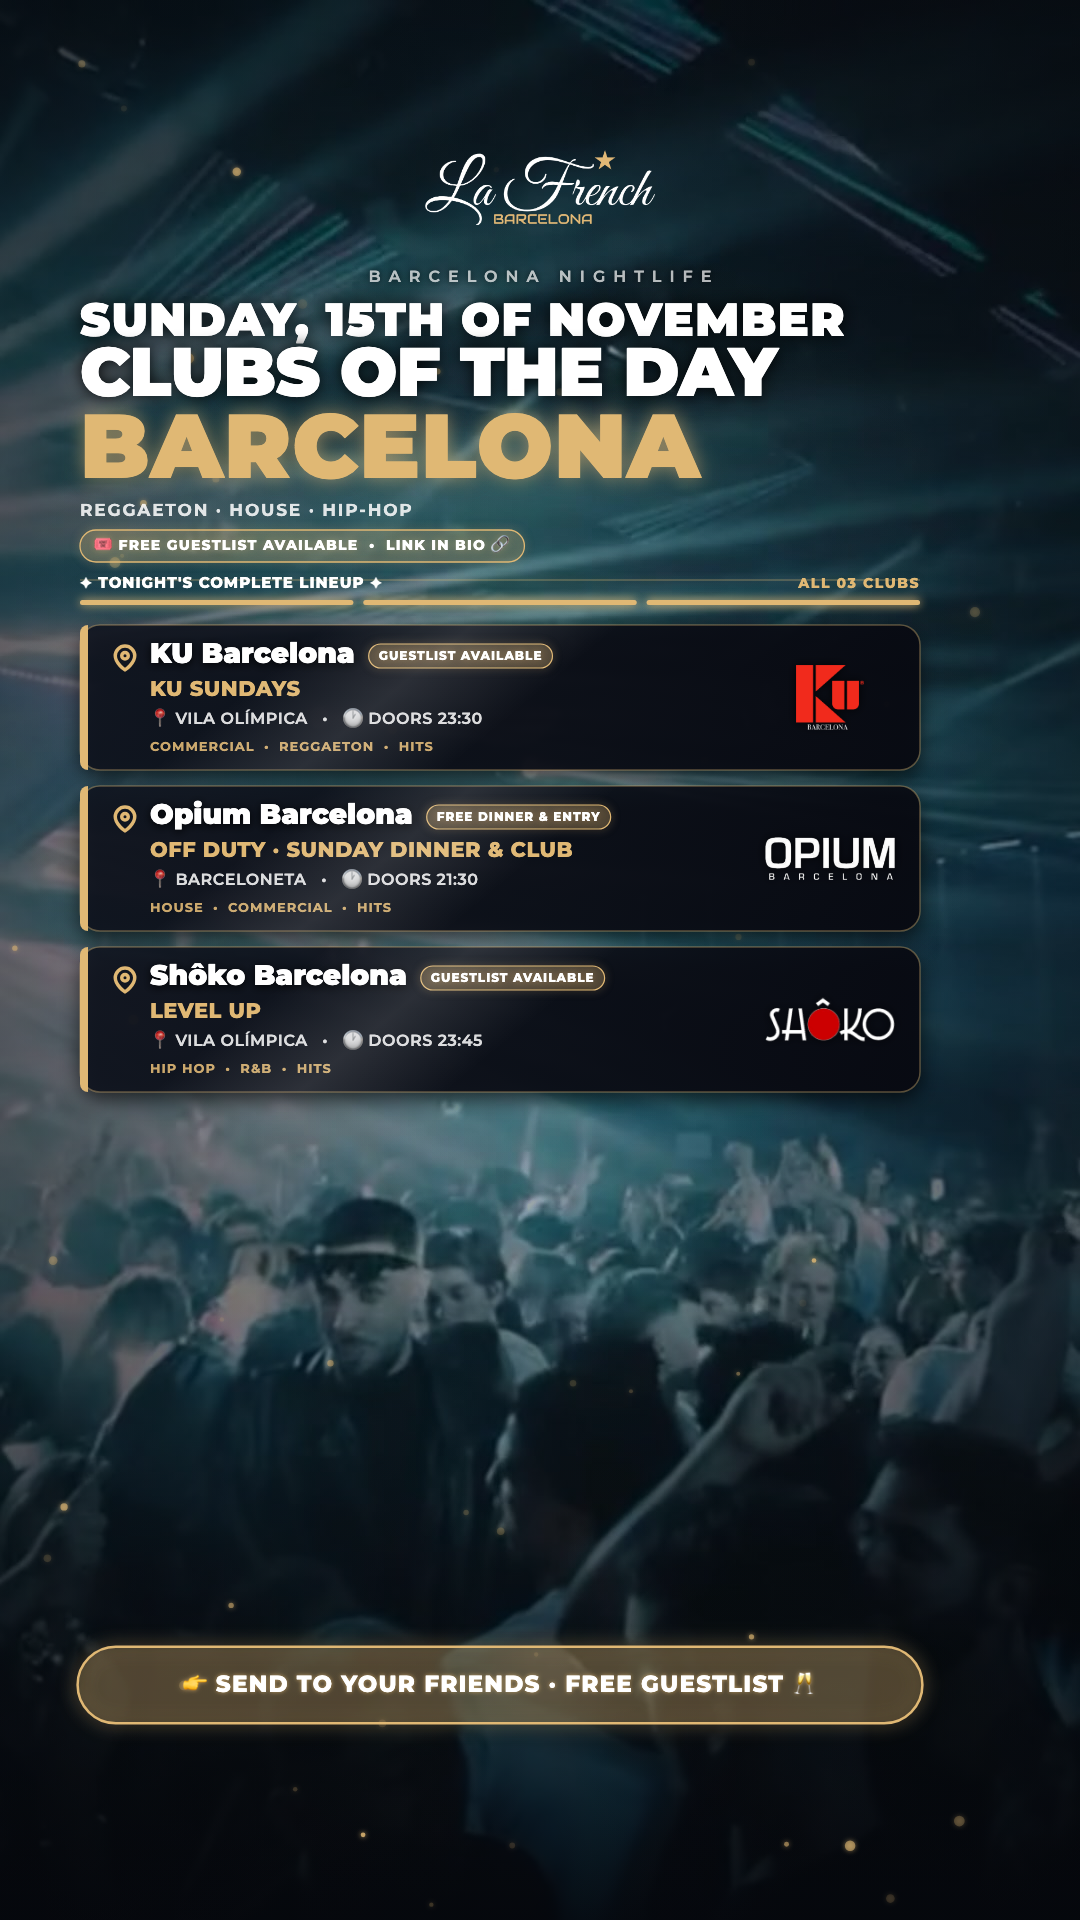 La French
BARCELONA
BARCELONA NIGHTLIFE
SUNDAY, 15TH OF NOVEMBER
CLUBS OF THE DAY
BARCELONA
REGGAETON · HOUSE · HIP-HOP
🎟️ FREE GUESTLIST AVAILABLE • LINK IN BIO 🔗
✦ TONIGHT'S COMPLETE LINEUP ✦ ALL 03 CLUBS
KU Barcelona GUESTLIST AVAILABLE
KU SUNDAYS
📍 VILA OLÍMPICA • 🕐 DOORS 23:30
COMMERCIAL • REGGAETON • HITS
KU
BARCELONA
Opium Barcelona FREE DINNER & ENTRY
OFF DUTY · SUNDAY DINNER & CLUB
📍 BARCELONETA • 🕐 DOORS 21:30
HOUSE • COMMERCIAL • HITS
OPIUM
BARCELONA
Shôko Barcelona GUESTLIST AVAILABLE
LEVEL UP
📍 VILA OLÍMPICA • 🕐 DOORS 23:45
HIP HOP • R&B • HITS
SHÔKO
👉 SEND TO YOUR FRIENDS · FREE GUESTLIST 🥂